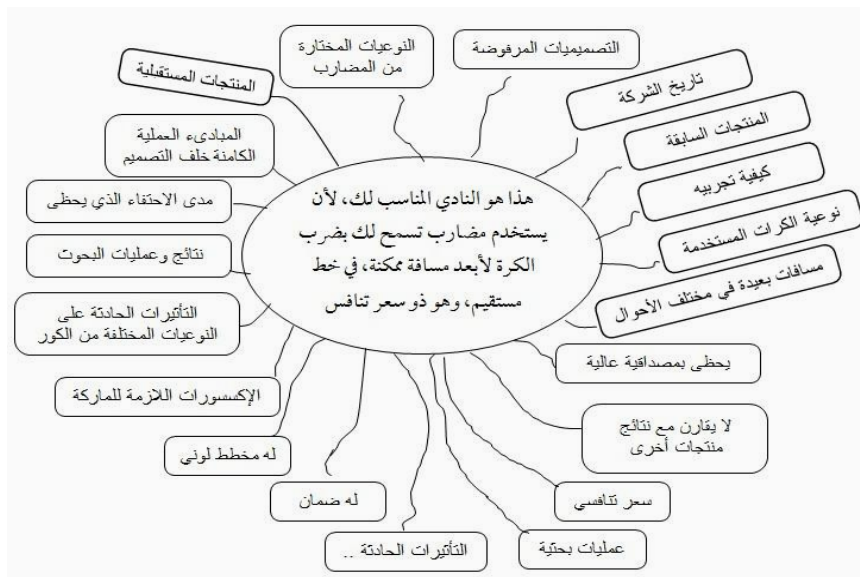 التصميميات المرفوضة
النوعيات المختارة
من المضارب
المنتجات المستقبلية
تاريخ الشركة
المنتجات السابقة
كيفية تجربيه
نوعية الكرات المستخدمة
مسافات بعيدة في مختلف الأحوال
المبادىء العملية
الكامنة خلف التصميم
مدى الاحتفاء الذي يحظى
نتائج وعمليات البحوث
التأثيرات الحادثة على
النوعيات المختلفة من الكور
هذا هو النادي المناسب لك، لأن
يستخدم مضارب تسمح لك بضرب
الكرة لأبعد مسافة ممكنة، في خط
مستقيم، وهو ذو سعر تنافس
يحظى بمصداقية عالية
الإكسسورات اللازمة للماركة
لا يقارن مع نتائج
منتجات أخرى
له مخطط لوني
له ضمان
سعر تنافسي
التأثيرات الحادثة ..
عمليات بحثية